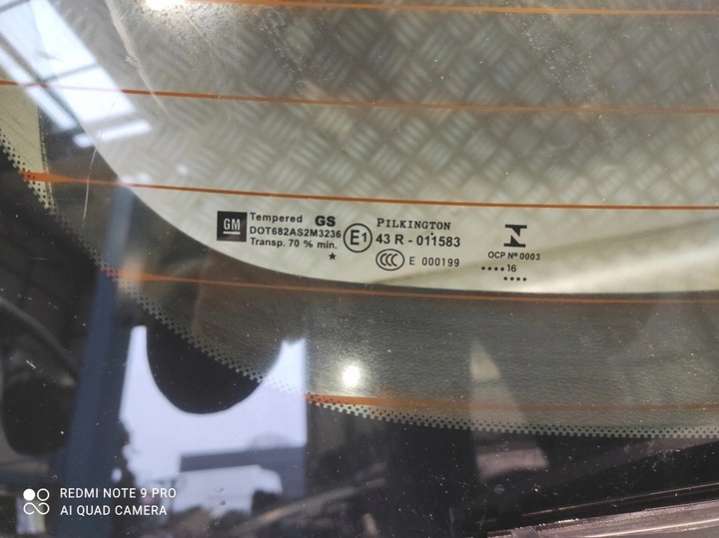 GM
Tempered GS
DOT682AS2M3236
Transp. 70 % min.
PILKINGTON
E1 43 R - 011583
CCC E 000199
OCP Nº 0003
16
REDMI NOTE 9 PRO
AI QUAD CAMERA